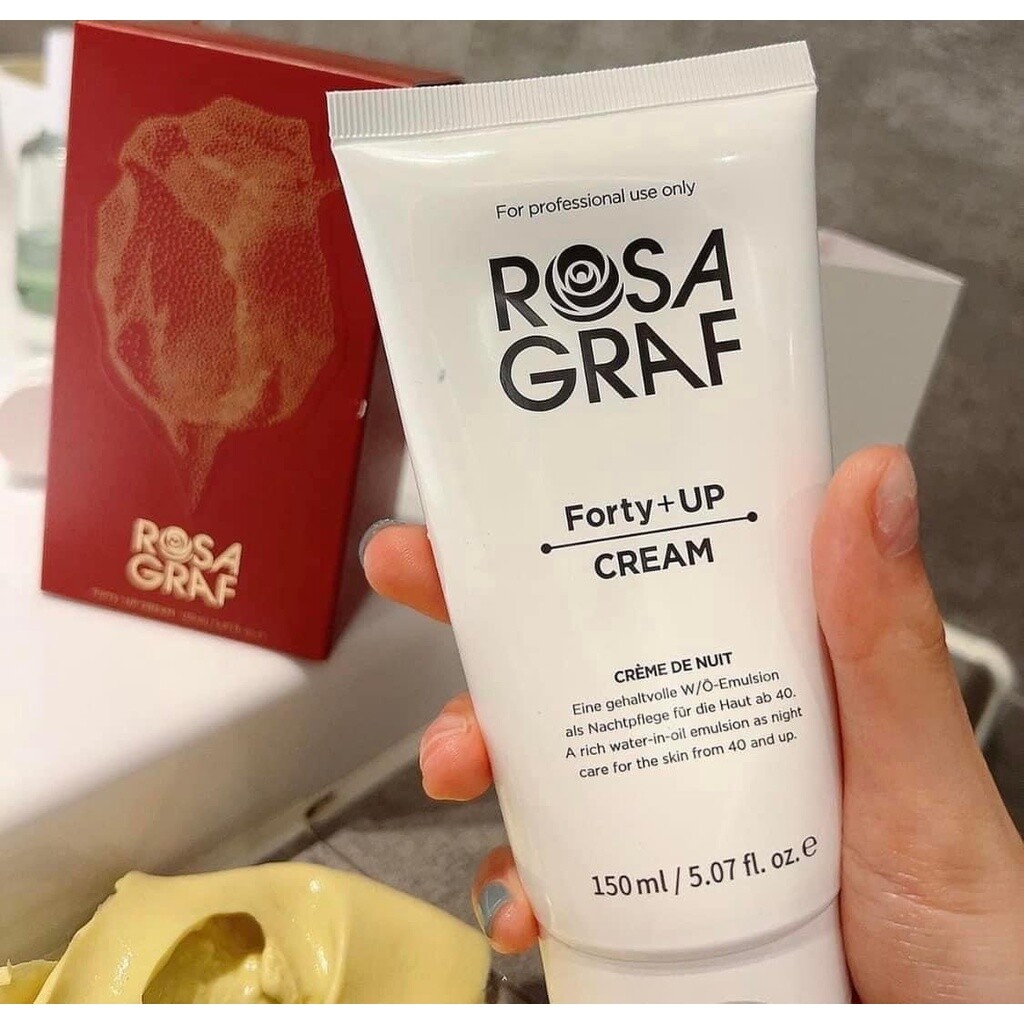 For professional use only
ROSA
GRAF
Forty+UP
CREAM
CRÈME DE NUIT
Eine gehaltvolle W/Ö-Emulsion
als Nachtpflege für die Haut ab 40.
A rich water-in-oil emulsion as night
care for the skin from 40 and up.
150 ml / 5.07 fl. oz. e
ROSA
GRAF